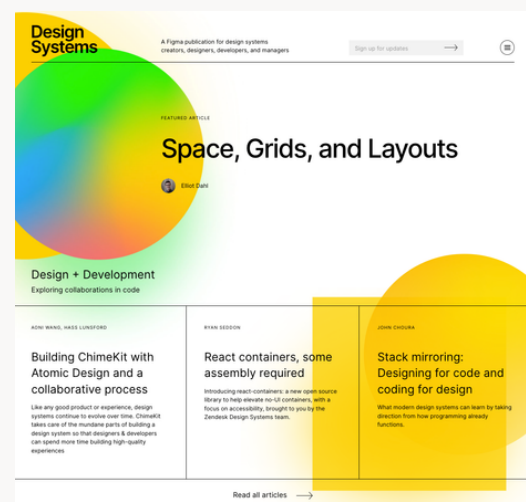 Design
Systems
A Figma publication for design systems
creators, designers, developers, and managers
Sign up for updates
FEATURED ARTICLE
Space, Grids, and Layouts
Elliot Dahl
Design + Development
Exploring collaborations in code
AONI WANG, HASS LUNSFORD
Building ChimeKit with
Atomic Design and a
collaborative process
Like any good product or experience, design
systems continue to evolve over time. ChimeKit
takes care of the mundane parts of building a
design system so that designers & developers
can spend more time building high-quality
experiences
RYAN SEDDON
React containers, some
assembly required
Introducing react-containers: a new open source
library to help elevate no-UI containers, with a
focus on accessibility, brought to you by the
Zendesk Design Systems team.
JOHN CHOURA
Stack mirroring:
Designing for code and
coding for design
What modern design systems can learn by taking
direction from how programming already
functions.
Read all articles